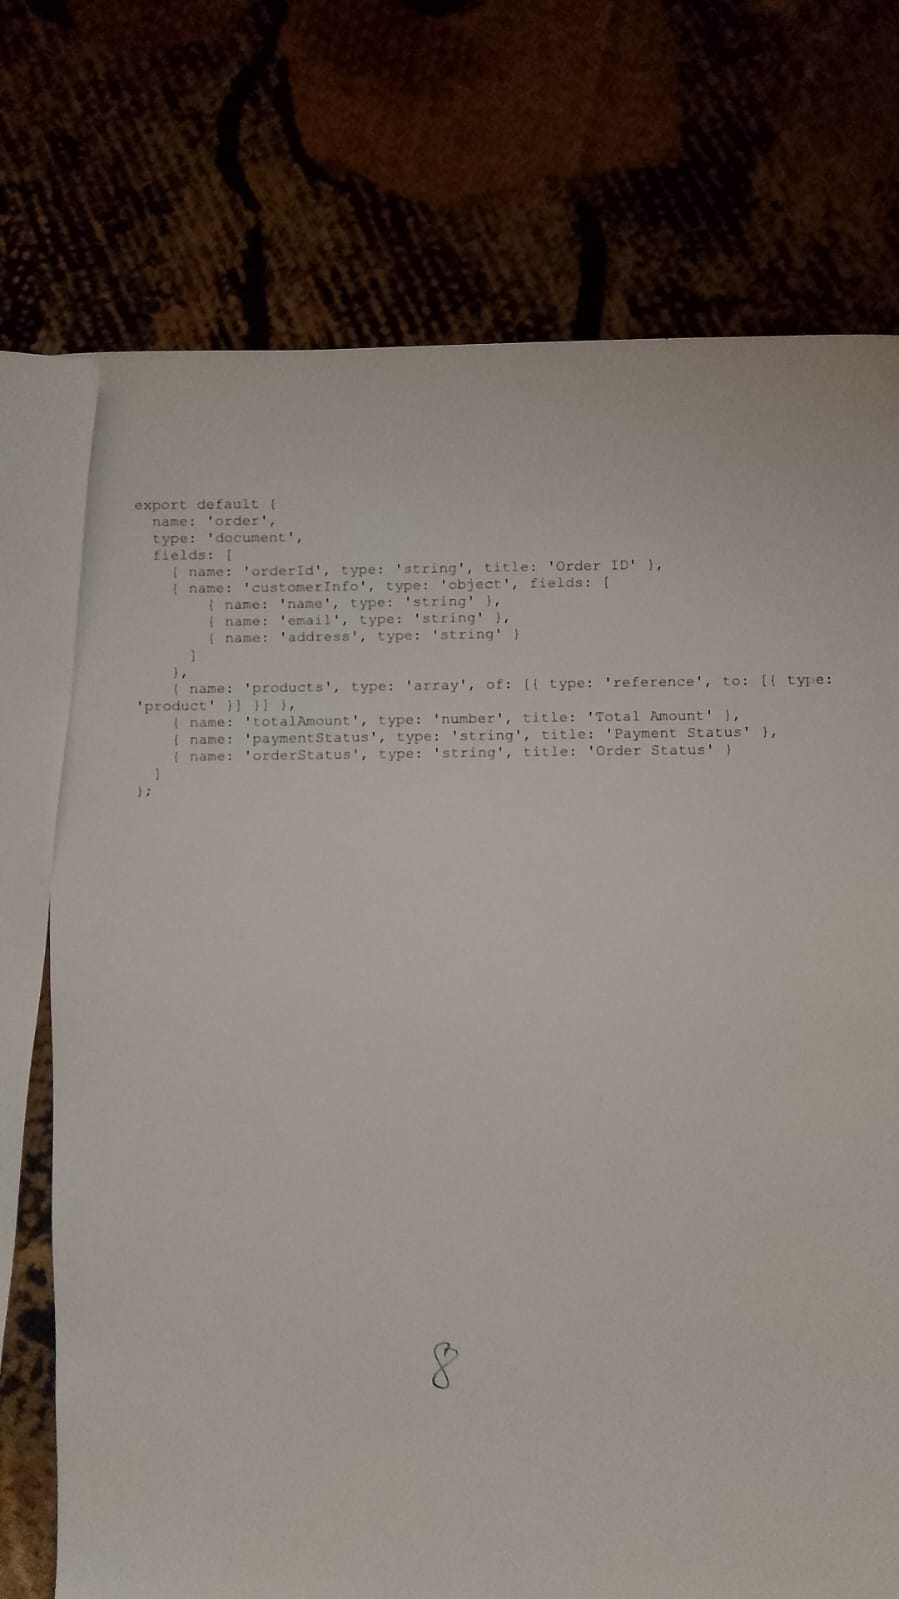 export default {
  name: 'order',
  type: 'document',
  fields: [
    { name: 'orderId', type: 'string', title: 'Order ID' },
    { name: 'customerInfo', type: 'object', fields: [
        { name: 'name', type: 'string' },
        { name: 'email', type: 'string' },
        { name: 'address', type: 'string' }
      ]
    },
    { name: 'products', type: 'array', of: [{ type: 'reference', to: [{ type:
'product' }] }] },
    { name: 'totalAmount', type: 'number', title: 'Total Amount' },
    { name: 'paymentStatus', type: 'string', title: 'Payment Status' },
    { name: 'orderStatus', type: 'string', title: 'Order Status' }
  ]
};
8